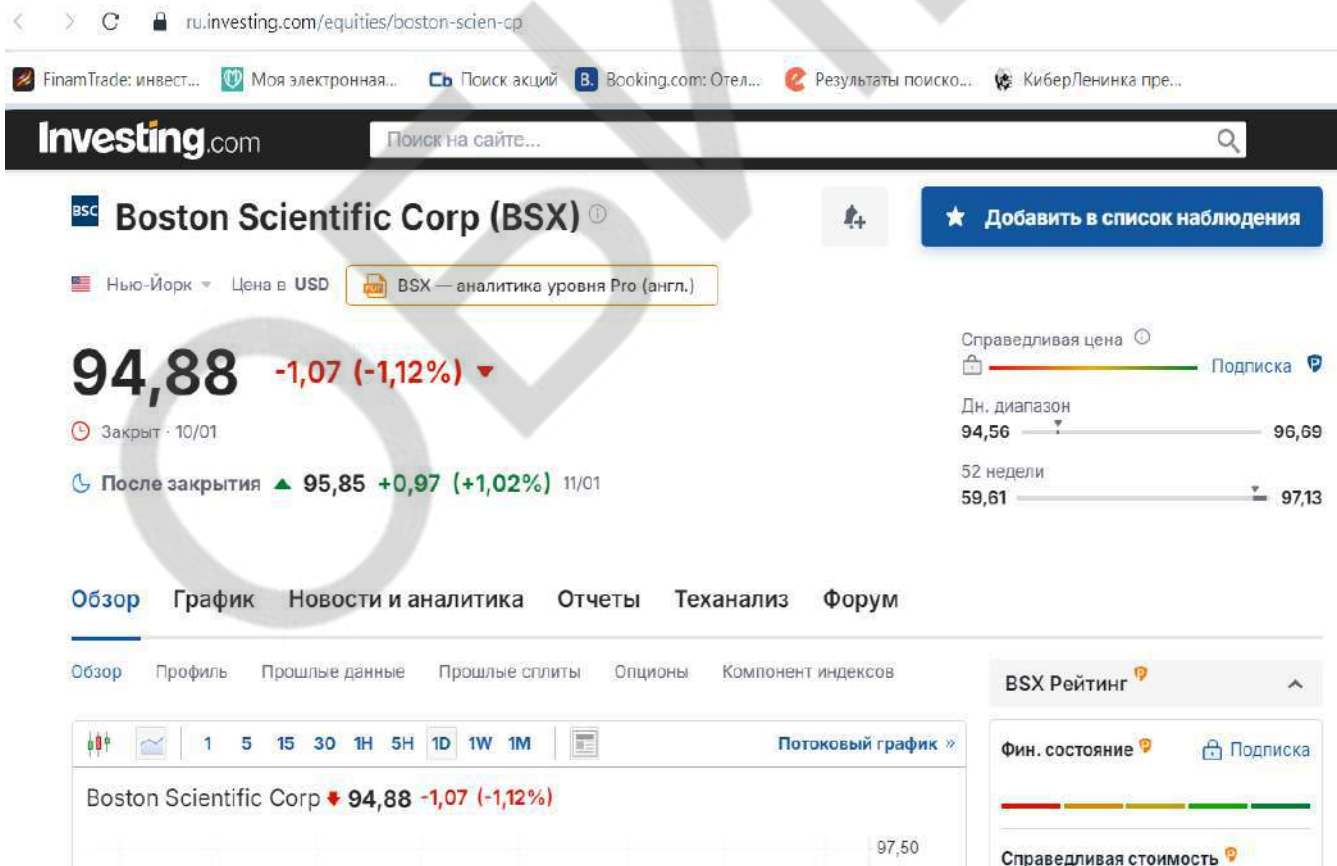 ru.investing.com/equities/boston-scien-cp
FinamTrade: инвест... Моя электронная... Cb Поиск акций B. Booking.com: Отел... Результаты поиско... КиберЛенинка пре...
Investing.com Поиск на сайте...
BSC Boston Scientific Corp (BSX) Добавить в список наблюдения
Нью-Йорк Цена в USD BSX — аналитика уровня Pro (англ.)
94,88 -1,07 (-1,12%)
Закрыт · 10/01
После закрытия 95,85 +0,97 (+1,02%) 11/01
Справедливая цена
Подписка
Дн. диапазон
94,56 96,69
52 недели
59,61 97,13
Обзор График Новости и аналитика Отчеты Теханализ Форум
Обзор Профиль Прошлые данные Прошлые сплиты Опционы Компонент индексов
1 5 15 30 1H 5H 1D 1W 1M Потоковый график »
Boston Scientific Corp 94,88 -1,07 (-1,12%)
97,50
BSX Рейтинг
Фин. состояние Подписка
Справедливая стоимость